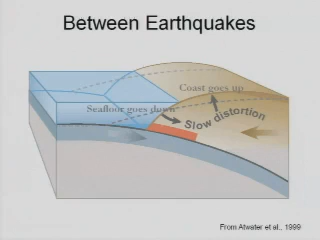 Between Earthquakes
Coast goes up
Seafloor goes down
Slow distortion
From Atwater et al., 1999